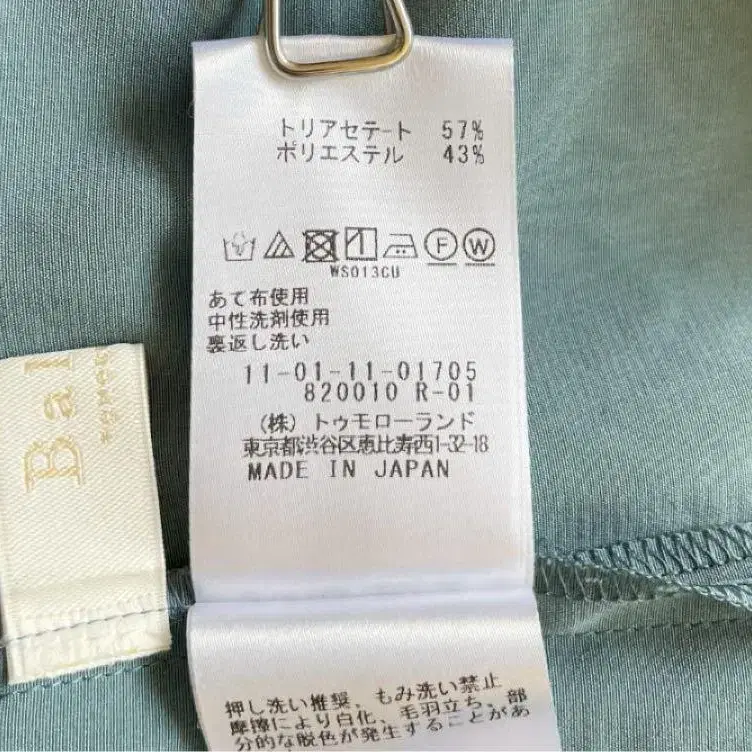 トリアセテート 57%
ポリエステル 43%
F W
WS013CU
あて布使用
中性洗剤使用
裏返し洗い
11-01-11-01705
820010 R-01
(株) トゥモローランド
東京都渋谷区恵比寿西1-32-18
MADE IN JAPAN
Bal
押し洗い推奨、もみ洗い禁止
摩擦により白化、毛羽立ち、部
分的な脱色が発生することがあ